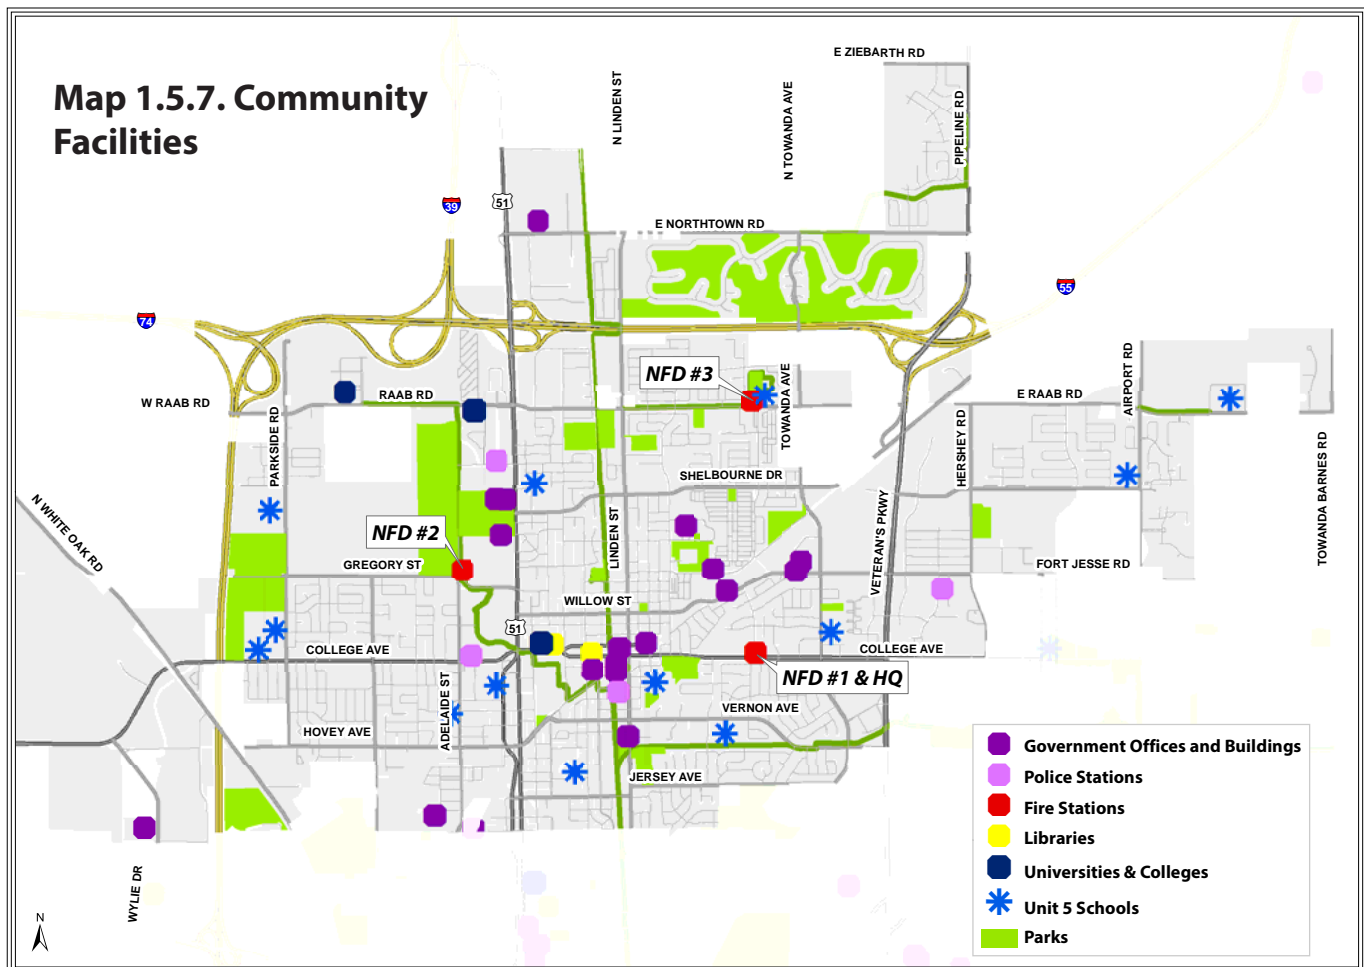 Map 1.5.7. Community
Facilities
E ZIEBARTH RD
N LINDEN ST
N TOWANDA AVE
PIPELINE RD
39
51
E NORTHTOWN RD
55
74
NFD #3
W RAAB RD
RAAB RD
PARKSIDE RD
TOWANDA AVE
E RAAB RD
AIRPORT RD
HERSHEY RD
TOWANDA BARNES RD
SHELBOURNE DR
N WHITE OAK RD
NFD #2
LINDEN ST
VETERAN'S PKWY
GREGORY ST
FORT JESSE RD
WILLOW ST
51
COLLEGE AVE
COLLEGE AVE
NFD #1 & HQ
ADELAIDE ST
VERNON AVE
HOVEY AVE
JERSEY AVE
WYLIE DR
N
Government Offices and Buildings
Police Stations
Fire Stations
Libraries
Universities & Colleges
Unit 5 Schools
Parks